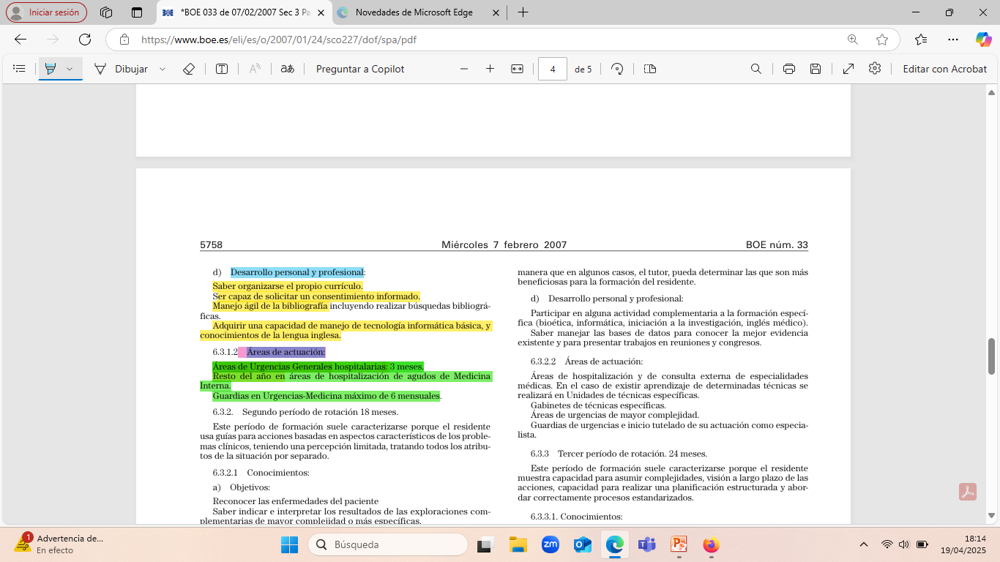 Iniciar sesión
*BOE 033 de 07/02/2007 Sec 3 Pa
Novedades de Microsoft Edge
https://www.boe.es/eli/es/o/2007/01/24/sco227/dof/spa/pdf
Dibujar
aあ
Preguntar a Copilot
4
de 5
Editar con Acrobat
5758
Miércoles 7 febrero 2007
BOE núm. 33
d) Desarrollo personal y profesional:
Saber organizarse el propio currículo.
Ser capaz de solicitar un consentimiento informado.
Manejo ágil de la bibliografía incluyendo realizar búsquedas bibliográ-
ficas.
Adquirir una capacidad de manejo de tecnología informática básica, y
conocimientos de la lengua inglesa.
6.3.1.2 Áreas de actuación:
Áreas de Urgencias Generales hospitalarias: 3 meses.
Resto del año en áreas de hospitalización de agudos de Medicina
Interna.
Guardias en Urgencias-Medicina máximo de 6 mensuales.
6.3.2. Segundo período de rotación 18 meses.
Este período de formación suele caracterizarse porque el residente
usa guías para acciones basadas en aspectos característicos de los proble-
mas clínicos, teniendo una percepción limitada, tratando todos los atribu-
tos de la situación por separado.
6.3.2.1 Conocimientos:
a) Objetivos:
Reconocer las enfermedades del paciente
Saber indicar e interpretar los resultados de las exploraciones com-
plementarias de mayor complejidad o más específicas.
manera que en algunos casos, el tutor, pueda determinar las que son más
beneficiosas para la formación del residente.
d) Desarrollo personal y profesional:
Participar en alguna actividad complementaria a la formación especí-
fica (bioética, informática, iniciación a la investigación, inglés médico).
Saber manejar las bases de datos para conocer la mejor evidencia
existente y para presentar trabajos en reuniones y congresos.
6.3.2.2 Áreas de actuación:
Áreas de hospitalización y de consulta externa de especialidades
médicas. En el caso de existir aprendizaje de determinadas técnicas se
realizará en Unidades de técnicas específicas.
Gabinetes de técnicas específicas.
Áreas de urgencias de mayor complejidad.
Guardias de urgencias e inicio tutelado de su actuación como especia-
lista.
6.3.3 Tercer período de rotación. 24 meses.
Este período de formación suele caracterizarse porque el residente
muestra capacidad para asumir complejidades, visión a largo plazo de las
acciones, capacidad para realizar una planificación estructurada y abor-
dar correctamente procesos estandarizados.
6.3.3.1. Conocimientos:
1
Advertencia de...
En efecto
Búsqueda
zm
18:14
19/04/2025